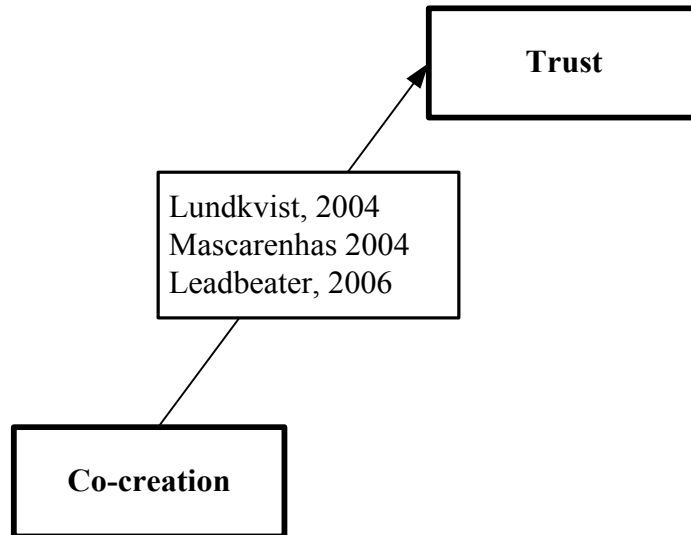 Trust
Lundkvist, 2004
Mascarenhas 2004
Leadbeater, 2006
Co-creation